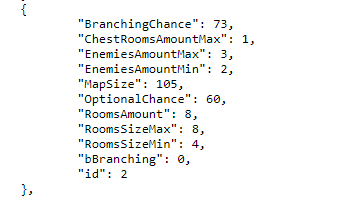 {
"BranchingChance": 73,
"ChestRoomsAmountMax": 1,
"EnemiesAmountMax": 3,
"EnemiesAmountMin": 2,
"MapSize": 105,
"OptionalChance": 60,
"RoomsAmount": 8,
"RoomsSizeMax": 8,
"RoomsSizeMin": 4,
"bBranching": 0,
"id": 2
},